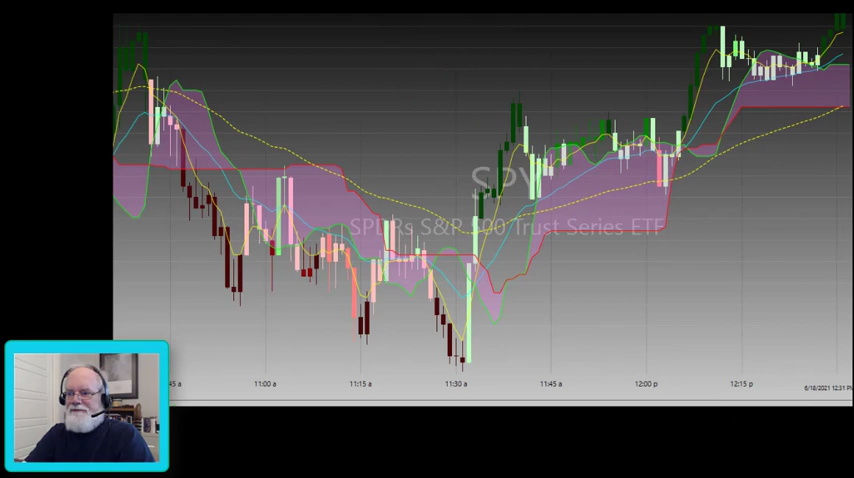 SPY
SPDRs S&P 500 Trust Series ETF
45 a 11:00 a 11:15 a 11:30 a 11:45 a 12:00 p 12:15 p
6/18/2021 12:31 PM